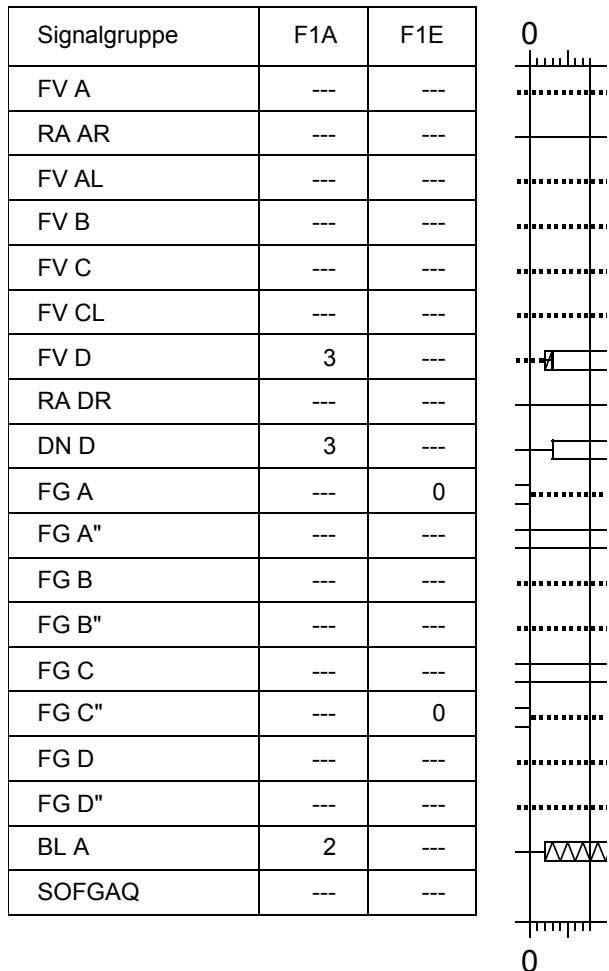 Signalgruppe F1A F1E 0
FV A --- ---
RA AR --- ---
FV AL --- ---
FV B --- ---
FV C --- ---
FV CL --- ---
FV D 3 ---
RA DR --- ---
DN D 3 ---
FG A --- 0
FG A" --- ---
FG B --- ---
FG B" --- ---
FG C --- ---
FG C" --- 0
FG D --- ---
FG D" --- ---
BL A 2 ---
SOFGAQ --- ---
0